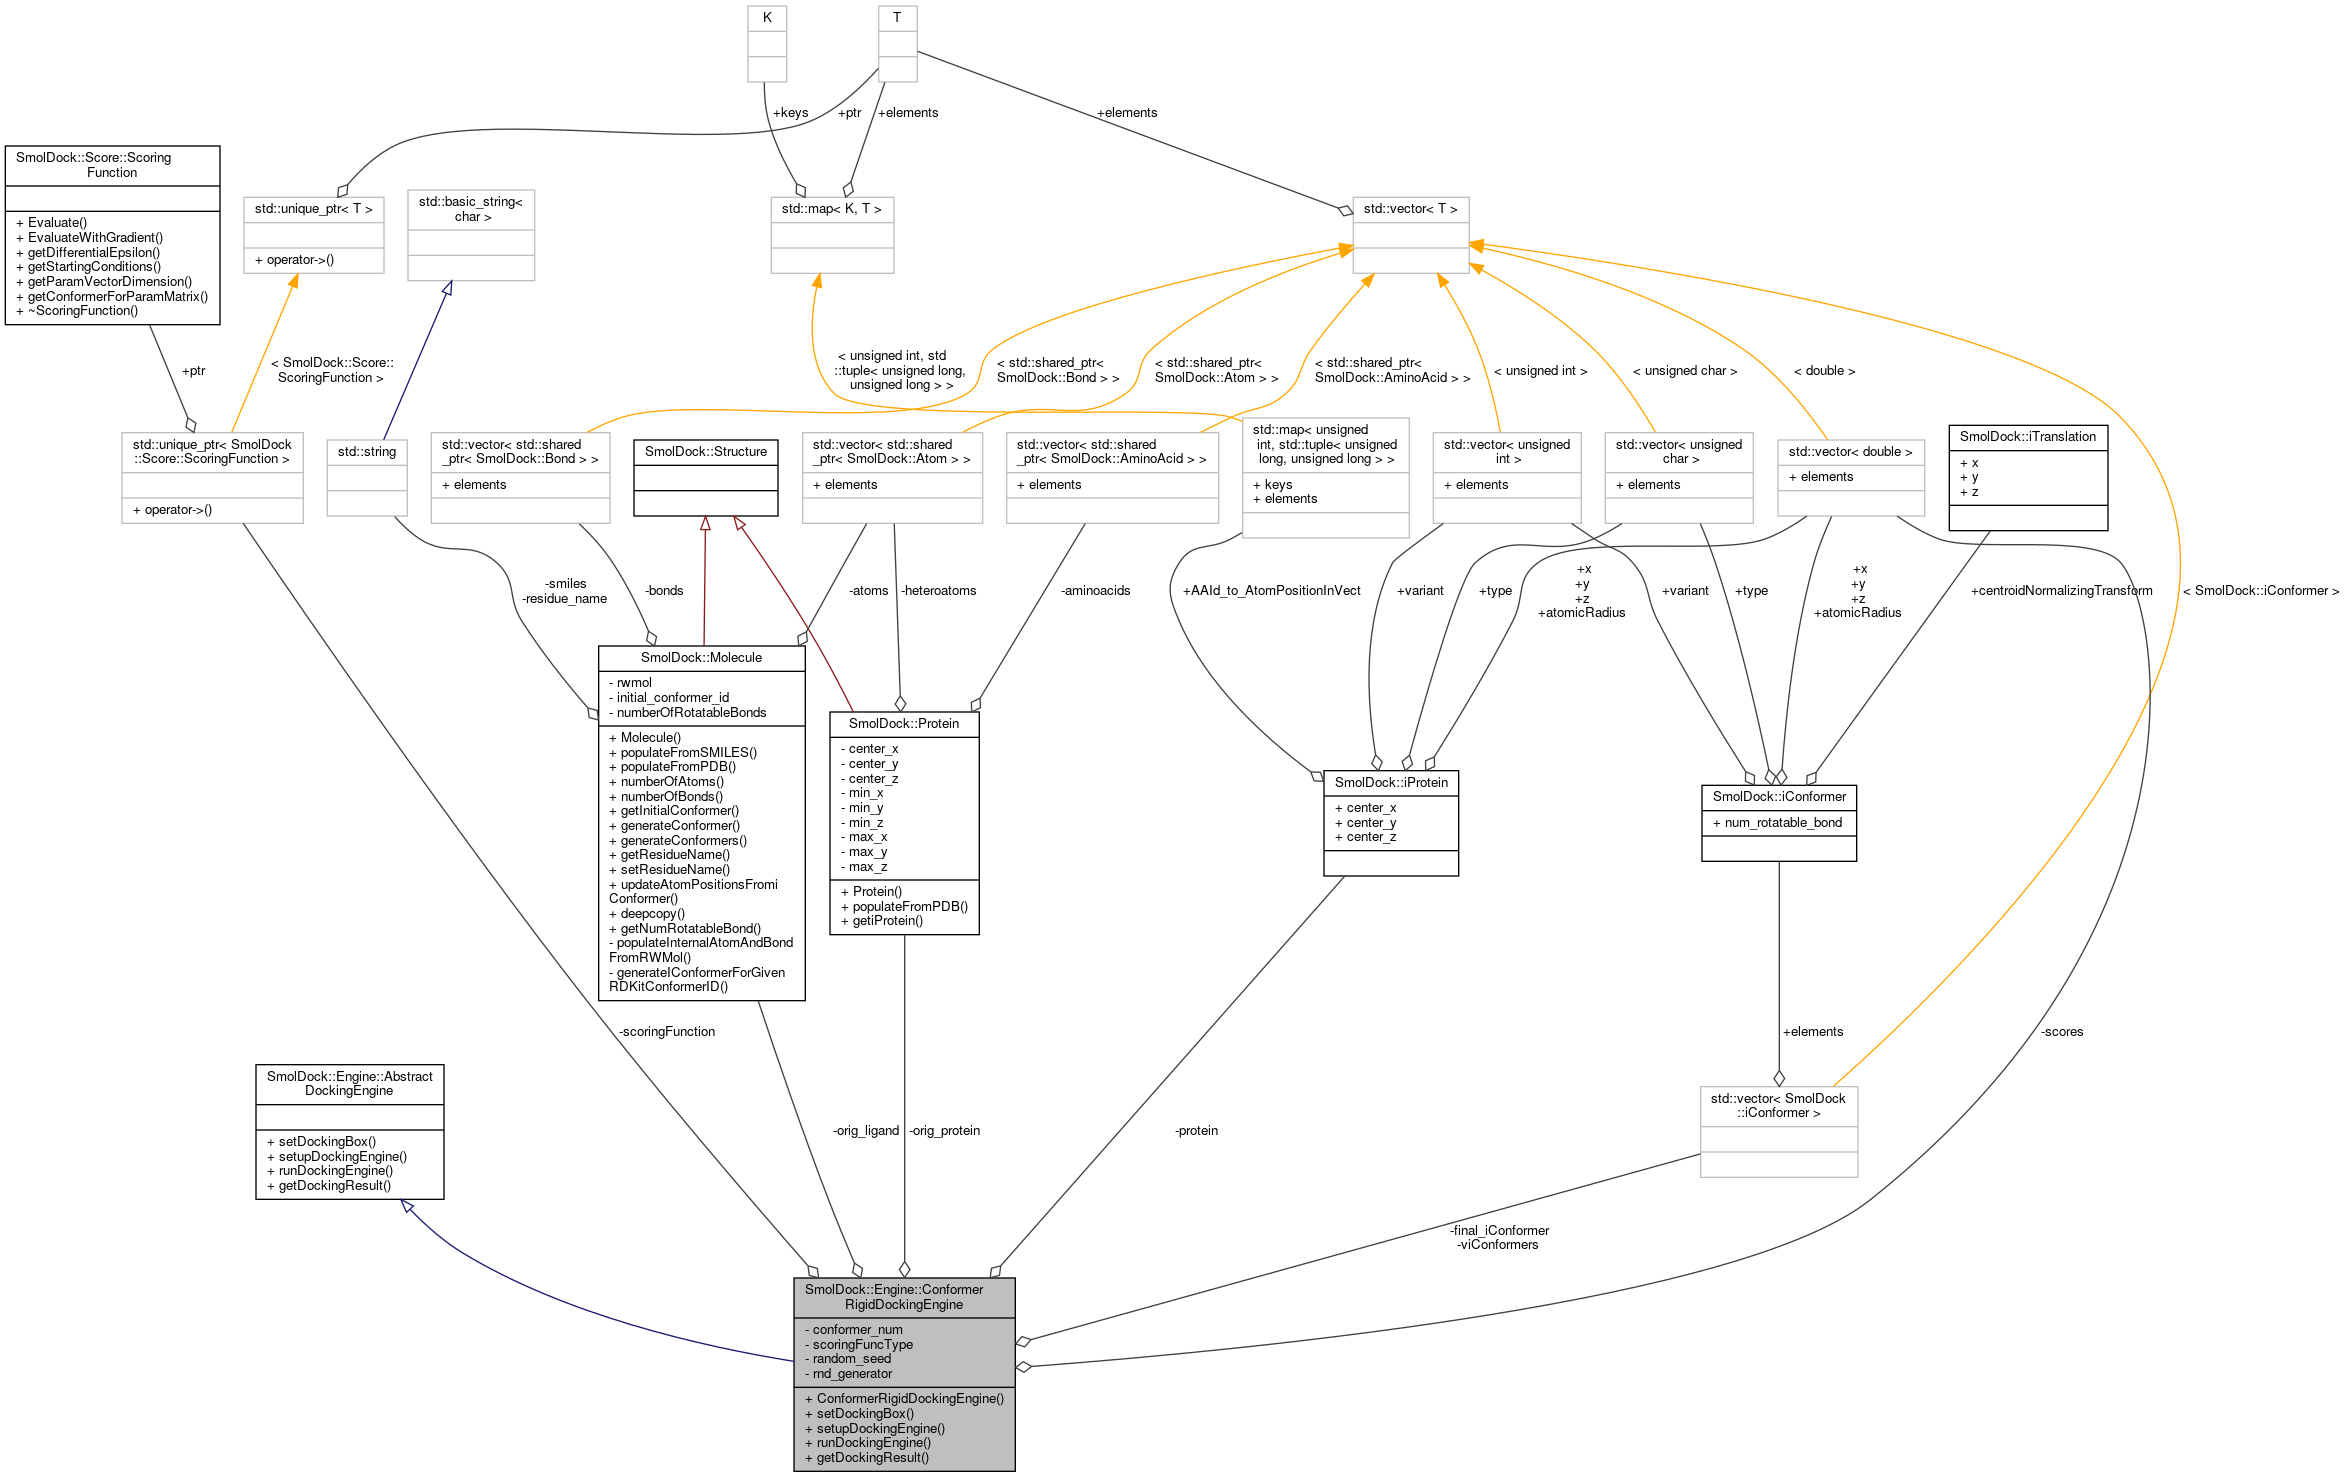 K
T
+keys
+ptr
+elements
+elements
SmolDock::Score::Scoring
Function
+ Evaluate()
+ EvaluateWithGradient()
+ getDifferentialEpsilon()
+ getStartingConditions()
+ getParamVectorDimension()
+ getConformerForParamMatrix()
+ ~ScoringFunction()
std::unique_ptr< T >
+ operator->()
std::basic_string<
char >
std::map< K, T >
std::vector< T >
+ptr
< SmolDock::Score::
ScoringFunction >
< unsigned int, std
::tuple< unsigned long,
unsigned long > >
< std::shared_ptr<
SmolDock::Bond > >
< std::shared_ptr<
SmolDock::Atom > >
< std::shared_ptr<
SmolDock::AminoAcid > >
< unsigned int >
< unsigned char >
< double >
std::unique_ptr< SmolDock
::Score::ScoringFunction >
+ operator->()
std::string
std::vector< std::shared
_ptr< SmolDock::Bond > >
+ elements
SmolDock::Structure
std::vector< std::shared
_ptr< SmolDock::Atom > >
+ elements
std::vector< std::shared
_ptr< SmolDock::AminoAcid > >
+ elements
std::map< unsigned
int, std::tuple< unsigned
long, unsigned long > >
+ keys
+ elements
std::vector< unsigned
int >
+ elements
std::vector< unsigned
char >
+ elements
std::vector< double >
+ elements
SmolDock::iTranslation
+ x
+ y
+ z
-smiles
-residue_name
-bonds
-atoms
-heteroatoms
-aminoacids
+AAId_to_AtomPositionInVect
+variant
+type
+x
+y
+z
+atomicRadius
+variant
+type
+x
+y
+z
+atomicRadius
+centroidNormalizingTransform
< SmolDock::iConformer >
SmolDock::Molecule
- rwmol
- initial_conformer_id
- numberOfRotatableBonds
+ Molecule()
+ populateFromSMILES()
+ populateFromPDB()
+ numberOfAtoms()
+ numberOfBonds()
+ getInitialConformer()
+ generateConformer()
+ generateConformers()
+ getResidueName()
+ setResidueName()
+ updateAtomPositionsFromi
Conformer()
+ deepcopy()
+ getNumRotatableBond()
- populateInternalAtomAndBond
FromRWMol()
- generateIConformerForGiven
RDKitConformerID()
SmolDock::Protein
- center_x
- center_y
- center_z
- min_x
- min_y
- min_z
- max_x
- max_y
- max_z
+ Protein()
+ populateFromPDB()
+ getiProtein()
SmolDock::iProtein
+ center_x
+ center_y
+ center_z
SmolDock::iConformer
+ num_rotatable_bond
-scoringFunction
+elements
-scores
SmolDock::Engine::Abstract
DockingEngine
+ setDockingBox()
+ setupDockingEngine()
+ runDockingEngine()
+ getDockingResult()
-orig_ligand
-orig_protein
-protein
std::vector< SmolDock
::iConformer >
-final_iConformer
-viConformers
SmolDock::Engine::Conformer
RigidDockingEngine
- conformer_num
- scoringFuncType
- random_seed
- rnd_generator
+ ConformerRigidDockingEngine()
+ setDockingBox()
+ setupDockingEngine()
+ runDockingEngine()
+ getDockingResult()